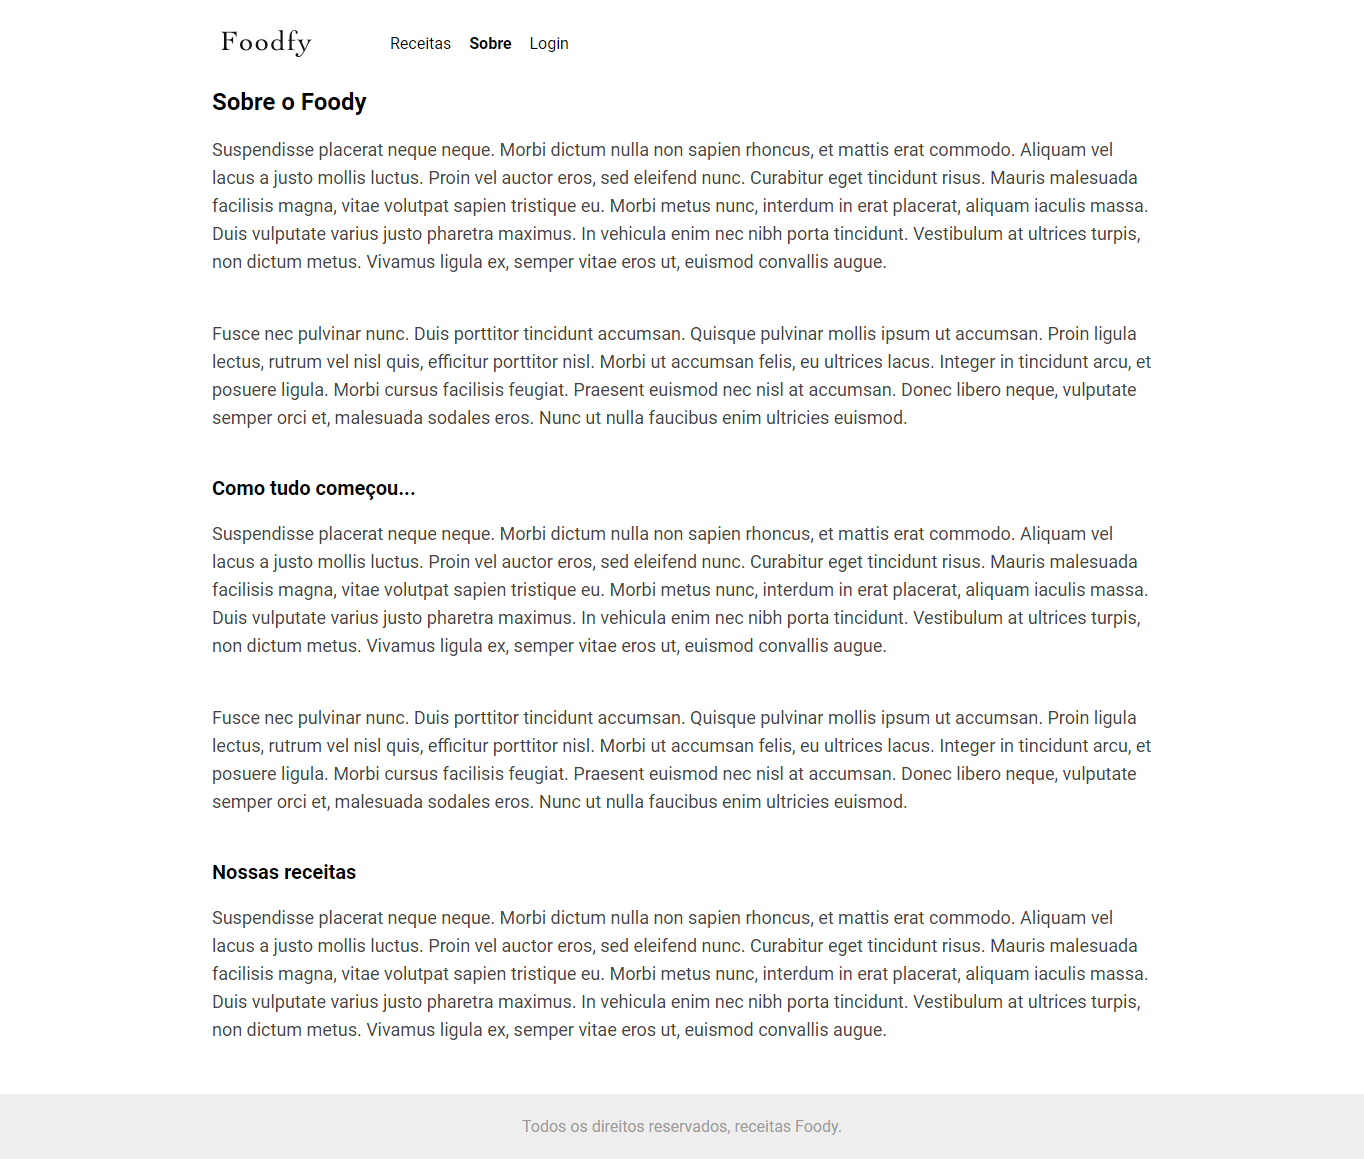 Foodfy
Receitas Sobre Login
Sobre o Foody
Suspendisse placerat neque neque. Morbi dictum nulla non sapien rhoncus, et mattis erat commodo. Aliquam vel
lacus a justo mollis luctus. Proin vel auctor eros, sed eleifend nunc. Curabitur eget tincidunt risus. Mauris malesuada
facilisis magna, vitae volutpat sapien tristique eu. Morbi metus nunc, interdum in erat placerat, aliquam iaculis massa.
Duis vulputate varius justo pharetra maximus. In vehicula enim nec nibh porta tincidunt. Vestibulum at ultrices turpis,
non dictum metus. Vivamus ligula ex, semper vitae eros ut, euismod convallis augue.
Fusce nec pulvinar nunc. Duis porttitor tincidunt accumsan. Quisque pulvinar mollis ipsum ut accumsan. Proin ligula
lectus, rutrum vel nisl quis, efficitur porttitor nisl. Morbi ut accumsan felis, eu ultrices lacus. Integer in tincidunt arcu, et
posuere ligula. Morbi cursus facilisis feugiat. Praesent euismod nec nisl at accumsan. Donec libero neque, vulputate
semper orci et, malesuada sodales eros. Nunc ut nulla faucibus enim ultricies euismod.
Como tudo começou...
Suspendisse placerat neque neque. Morbi dictum nulla non sapien rhoncus, et mattis erat commodo. Aliquam vel
lacus a justo mollis luctus. Proin vel auctor eros, sed eleifend nunc. Curabitur eget tincidunt risus. Mauris malesuada
facilisis magna, vitae volutpat sapien tristique eu. Morbi metus nunc, interdum in erat placerat, aliquam iaculis massa.
Duis vulputate varius justo pharetra maximus. In vehicula enim nec nibh porta tincidunt. Vestibulum at ultrices turpis,
non dictum metus. Vivamus ligula ex, semper vitae eros ut, euismod convallis augue.
Fusce nec pulvinar nunc. Duis porttitor tincidunt accumsan. Quisque pulvinar mollis ipsum ut accumsan. Proin ligula
lectus, rutrum vel nisl quis, efficitur porttitor nisl. Morbi ut accumsan felis, eu ultrices lacus. Integer in tincidunt arcu, et
posuere ligula. Morbi cursus facilisis feugiat. Praesent euismod nec nisl at accumsan. Donec libero neque, vulputate
semper orci et, malesuada sodales eros. Nunc ut nulla faucibus enim ultricies euismod.
Nossas receitas
Suspendisse placerat neque neque. Morbi dictum nulla non sapien rhoncus, et mattis erat commodo. Aliquam vel
lacus a justo mollis luctus. Proin vel auctor eros, sed eleifend nunc. Curabitur eget tincidunt risus. Mauris malesuada
facilisis magna, vitae volutpat sapien tristique eu. Morbi metus nunc, interdum in erat placerat, aliquam iaculis massa.
Duis vulputate varius justo pharetra maximus. In vehicula enim nec nibh porta tincidunt. Vestibulum at ultrices turpis,
non dictum metus. Vivamus ligula ex, semper vitae eros ut, euismod convallis augue.
Todos os direitos reservados, receitas Foody.